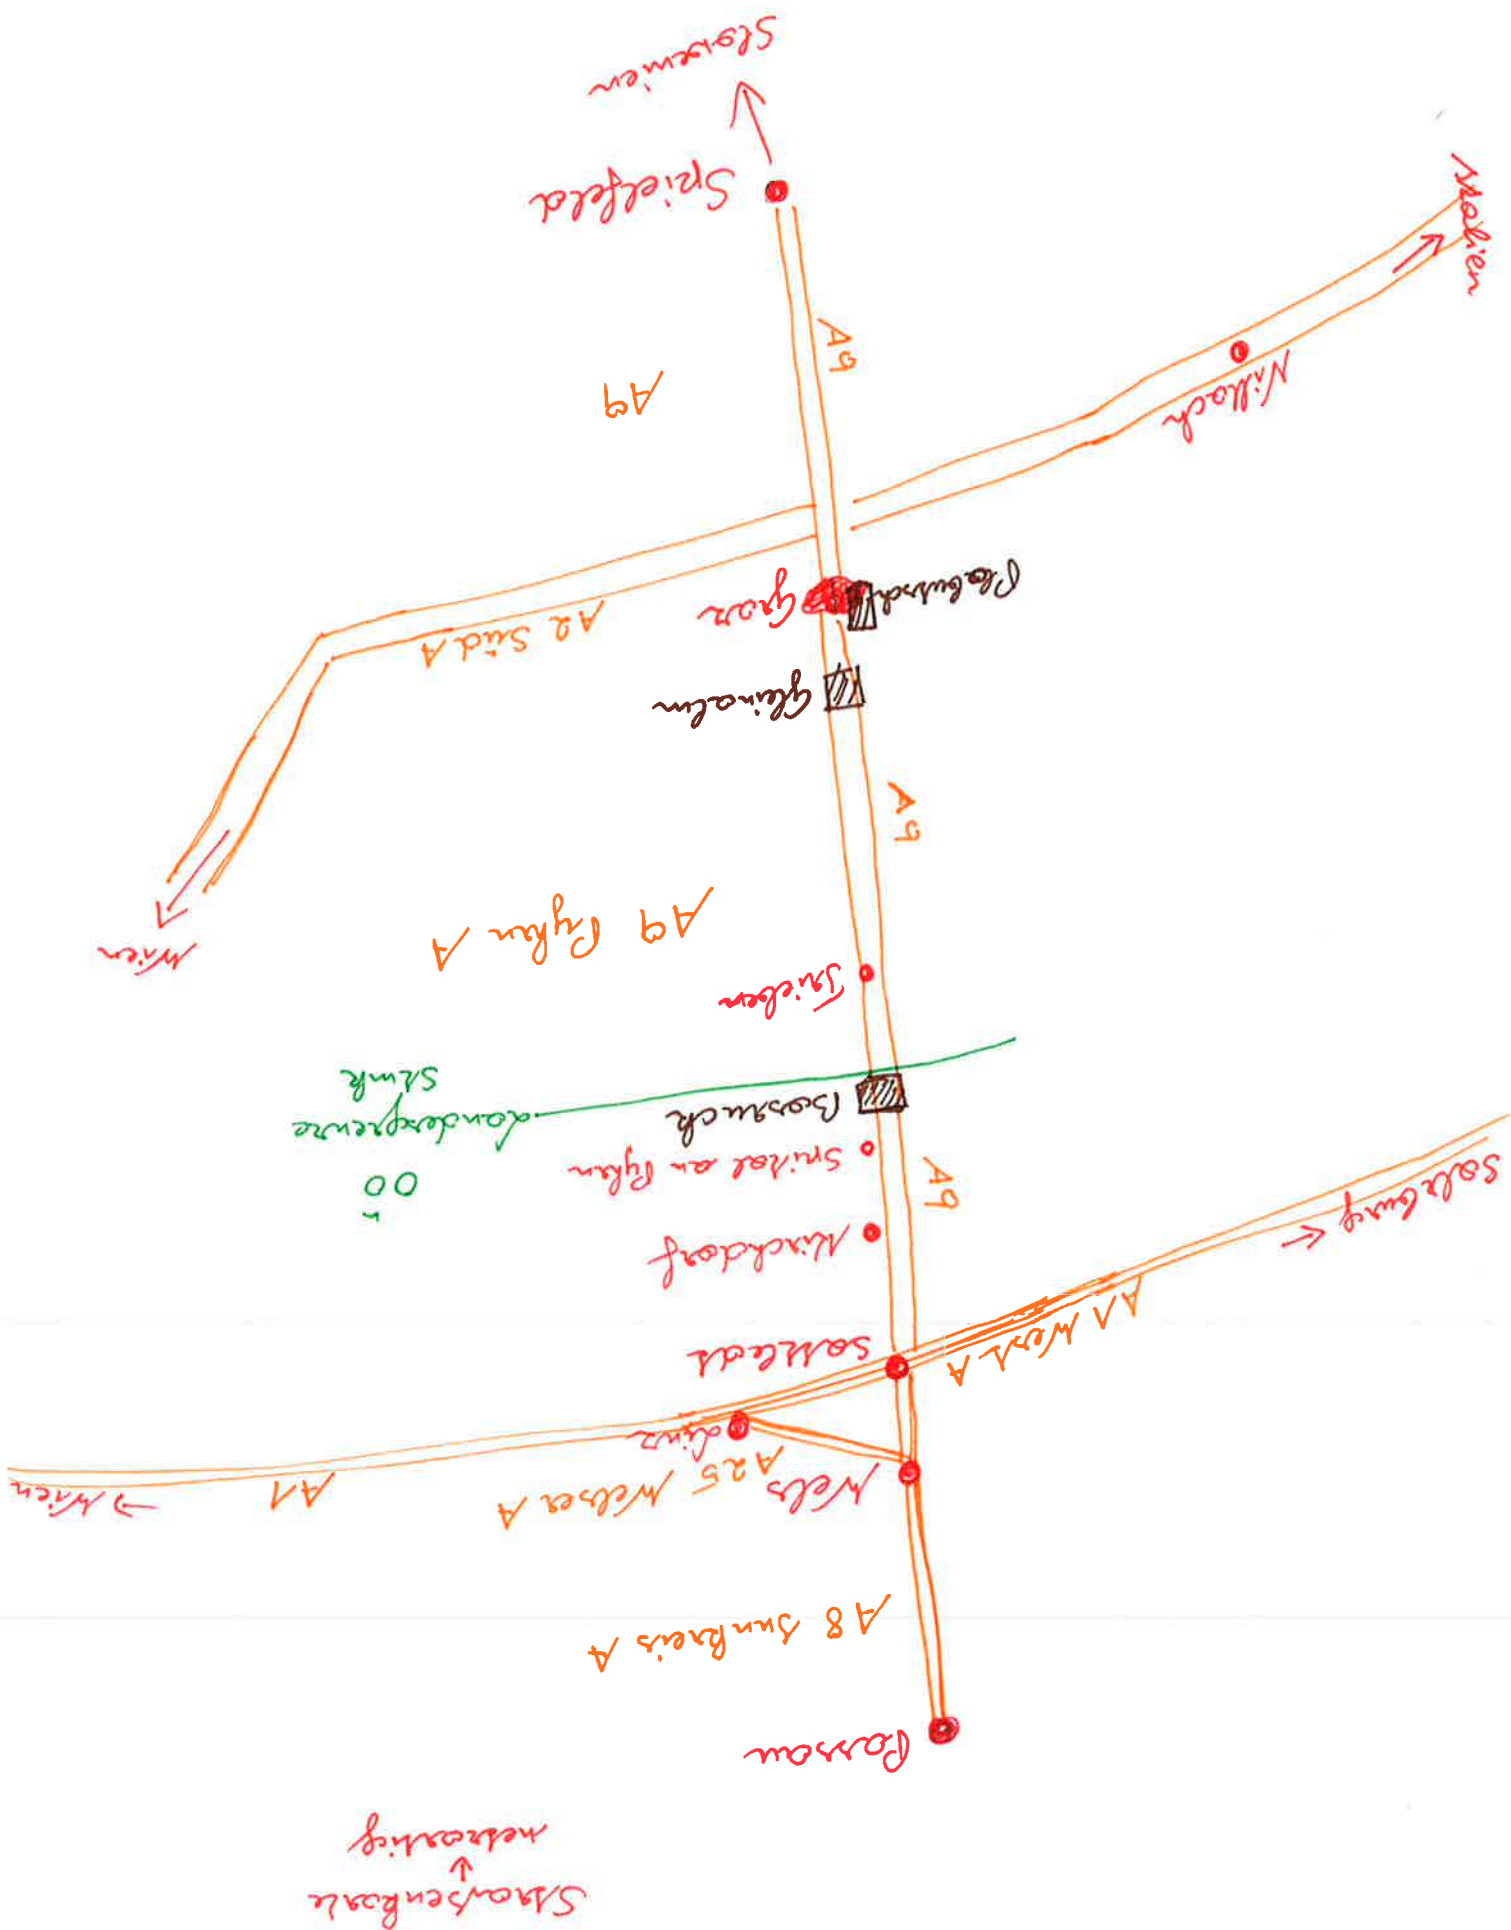 Straßenkarte
↓
netzartig
Passau
A8 Innkreis A
Wels
A25 Welser A
Linz
A1
→ Wien
Sattledt
A1 West A
Salzburg
Kirchdorf
A9
Spital am Pyhrn
Bosruck
OÖ
Landesgrenze
Stmk
Trieben
A9 Pyhrn A
Wien
A9
Gleinalm
Plabutsch
Graz
A2 Süd A
A9
A9
Villach
Italien
Spielfeld
Slowenien